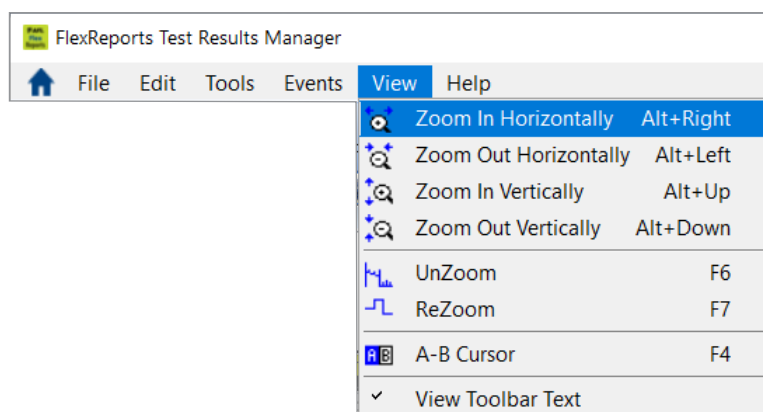 FlexReports Test Results Manager
File Edit Tools Events View Help
Zoom In Horizontally Alt+Right
Zoom Out Horizontally Alt+Left
Zoom In Vertically Alt+Up
Zoom Out Vertically Alt+Down
UnZoom F6
ReZoom F7
A-B Cursor F4
View Toolbar Text